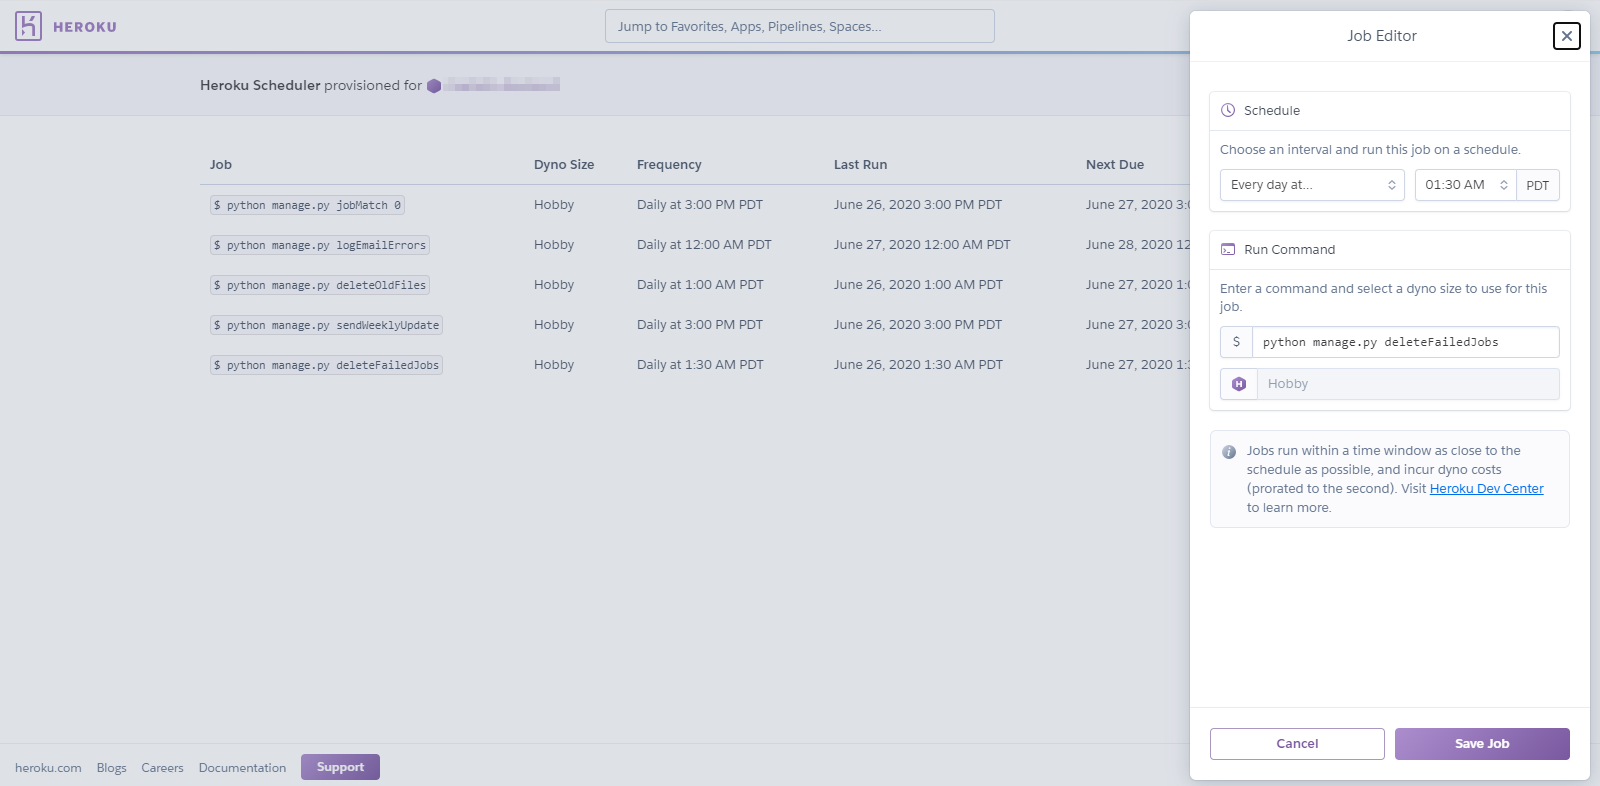 HEROKU
Jump to Favorites, Apps, Pipelines, Spaces...
Heroku Scheduler provisioned for
Job Dyno Size Frequency Last Run Next Due
$ python manage.py jobMatch 0 Hobby Daily at 3:00 PM PDT June 26, 2020 3:00 PM PDT June 27, 2020 3:0
$ python manage.py logEmailErrors Hobby Daily at 12:00 AM PDT June 27, 2020 12:00 AM PDT June 28, 2020 12
$ python manage.py deleteOldFiles Hobby Daily at 1:00 AM PDT June 26, 2020 1:00 AM PDT June 27, 2020 1:0
$ python manage.py sendWeeklyUpdate Hobby Daily at 3:00 PM PDT June 26, 2020 3:00 PM PDT June 27, 2020 3:0
$ python manage.py deleteFailedJobs Hobby Daily at 1:30 AM PDT June 26, 2020 1:30 AM PDT June 27, 2020 1:3
heroku.com Blogs Careers Documentation Support
Job Editor
Schedule
Choose an interval and run this job on a schedule.
Every day at... 01:30 AM PDT
Run Command
Enter a command and select a dyno size to use for this
job.
$ python manage.py deleteFailedJobs
H Hobby
Jobs run within a time window as close to the
schedule as possible, and incur dyno costs
(prorated to the second). Visit Heroku Dev Center
to learn more.
Cancel Save Job